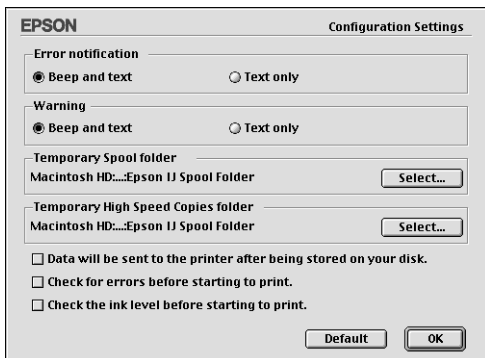 EPSON Configuration Settings
Error notification
Beep and text Text only
Warning
Beep and text Text only
Temporary Spool folder
Macintosh HD:...:Epson IJ Spool Folder Select...
Temporary High Speed Copies folder
Macintosh HD:...:Epson IJ Spool Folder Select...
Data will be sent to the printer after being stored on your disk.
Check for errors before starting to print.
Check the ink level before starting to print.
Default OK